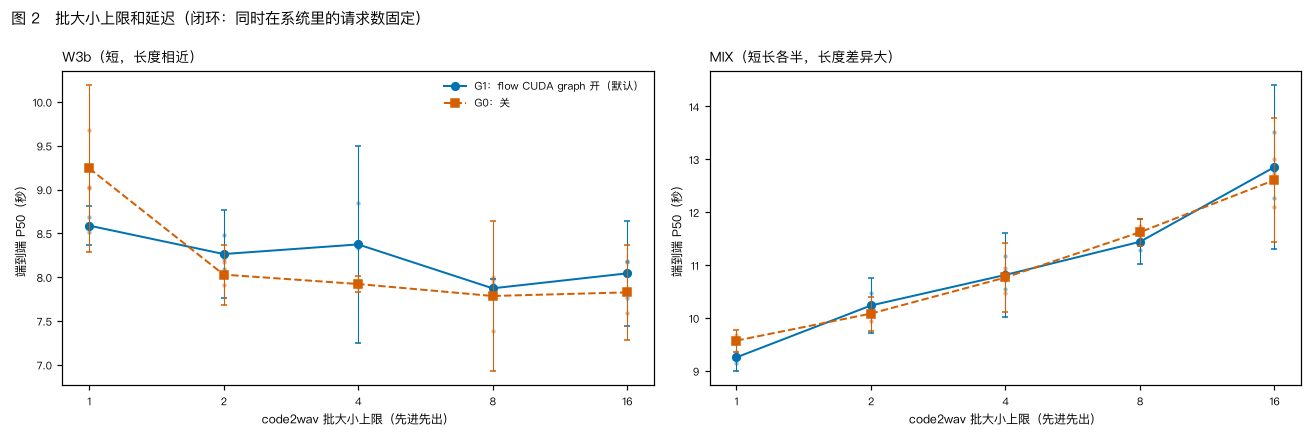 图 2 批大小上限和延迟（闭环：同时在系统里的请求数固定）
W3b（短，长度相近）
端到端 P50（秒）
10.0
9.5
9.0
8.5
8.0
7.5
7.0
G1：flow CUDA graph 开（默认）
G0：关
1 2 4 8 16
code2wav 批大小上限（先进先出）
MIX（短长各半，长度差异大）
端到端 P50（秒）
14
13
12
11
10
9
1 2 4 8 16
code2wav 批大小上限（先进先出）